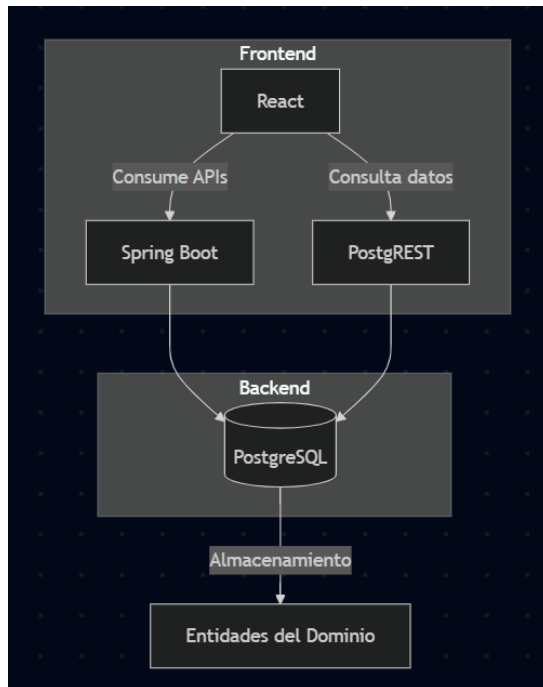 Frontend
React
Consume APIs
Consulta datos
Spring Boot
PostgREST
Backend
PostgreSQL
Almacenamiento
Entidades del Dominio